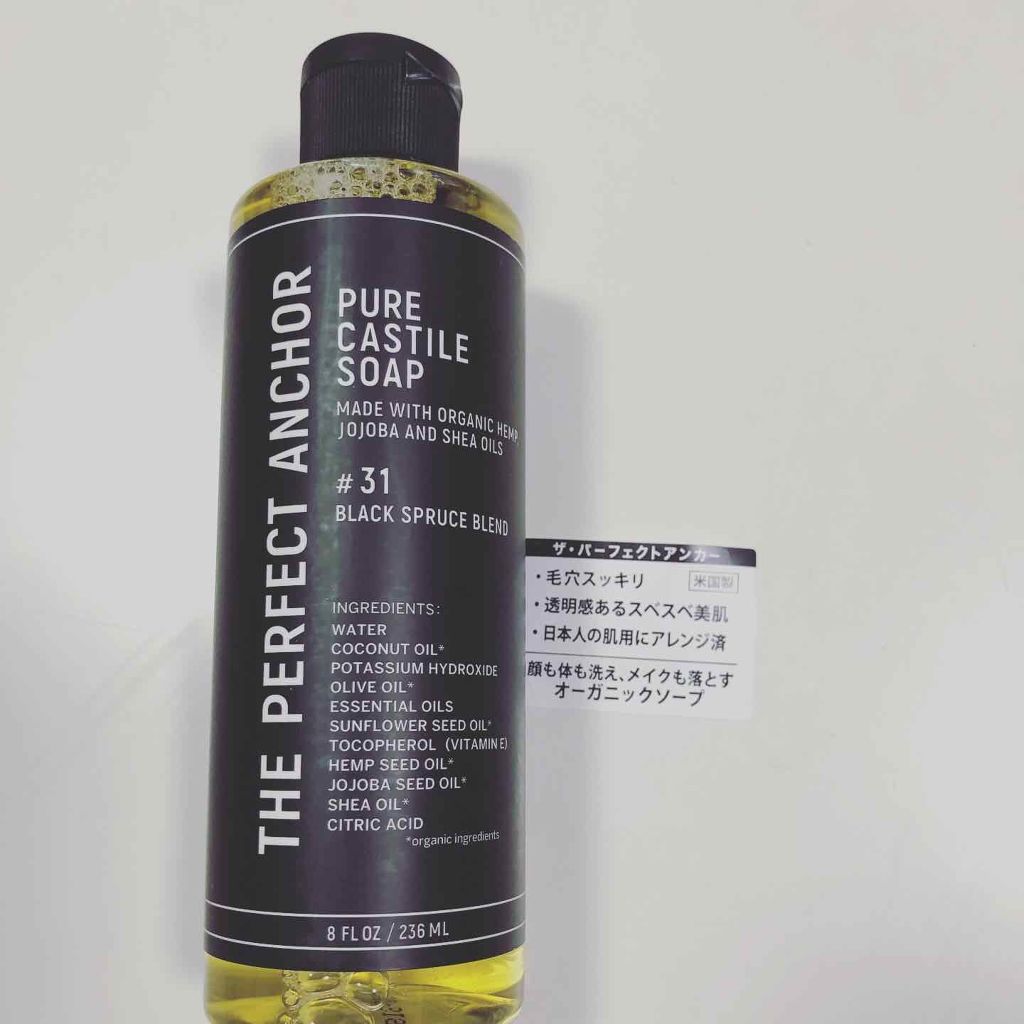 THE PERFECT ANCHOR
PURE
CASTILE
SOAP
MADE WITH ORGANIC HEMP,
JOJOBA AND SHEA OILS
#31
BLACK SPRUCE BLEND
INGREDIENTS:
WATER
COCONUT OIL*
POTASSIUM HYDROXIDE
OLIVE OIL*
ESSENTIAL OILS
SUNFLOWER SEED OIL*
TOCOPHEROL (VITAMIN E)
HEMP SEED OIL*
JOJOBA SEED OIL*
SHEA OIL*
CITRIC ACID
*organic ingredients
8 FL OZ / 236 ML
ザ・パーフェクトアンカー
・毛穴スッキリ 米国製
・透明感あるスベスベ美肌
・日本人の肌用にアレンジ済
顔も体も洗え、メイクも落とす
オーガニックソープ